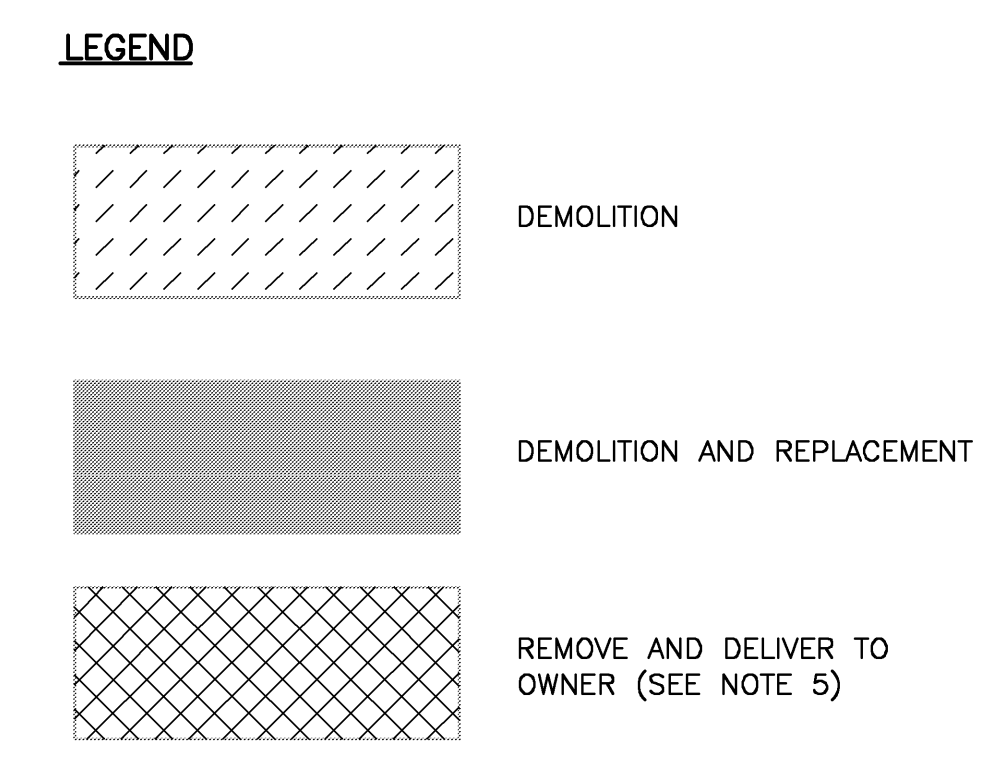 LEGEND
DEMOLITION
DEMOLITION AND REPLACEMENT
REMOVE AND DELIVER TO
OWNER (SEE NOTE 5)